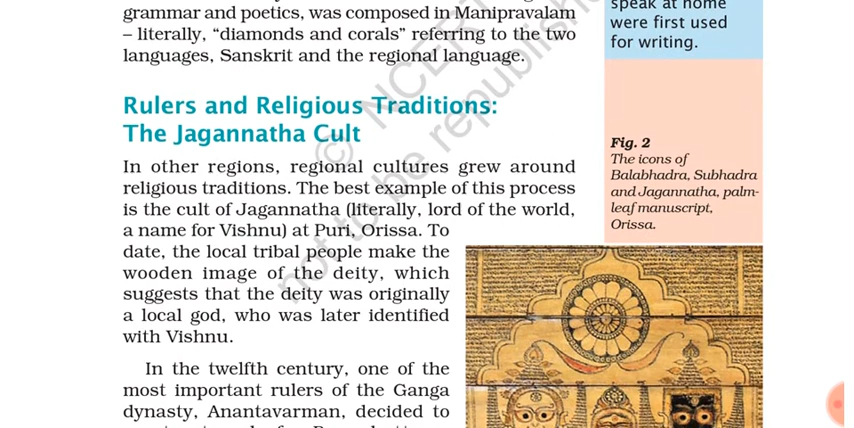 grammar and poetics, was composed in Manipravalam
– literally, “diamonds and corals” referring to the two
languages, Sanskrit and the regional language.
speak at home
were first used
for writing.
Rulers and Religious Traditions:
The Jagannatha Cult
In other regions, regional cultures grew around
religious traditions. The best example of this process
is the cult of Jagannatha (literally, lord of the world,
a name for Vishnu) at Puri, Orissa. To
date, the local tribal people make the
wooden image of the deity, which
suggests that the deity was originally
a local god, who was later identified
with Vishnu.
In the twelfth century, one of the
most important rulers of the Ganga
dynasty, Anantavarman, decided to
Fig. 2
The icons of
Balabhadra, Subhadra
and Jagannatha, palm-
leaf manuscript,
Orissa.
© NCERT
not to be republished